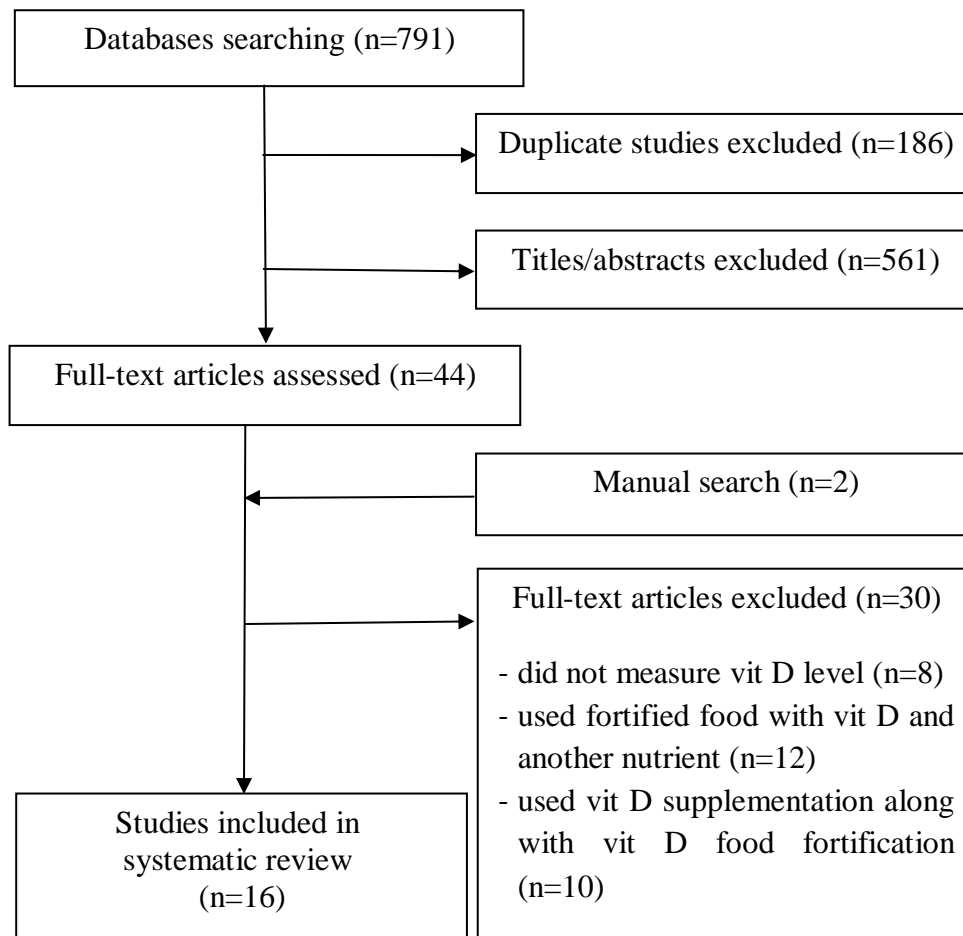 Databases searching (n=791)
Duplicate studies excluded (n=186)
Titles/abstracts excluded (n=561)
Full-text articles assessed (n=44)
Manual search (n=2)
Full-text articles excluded (n=30)
- did not measure vit D level (n=8)
- used fortified food with vit D and
another nutrient (n=12)
- used vit D supplementation along
with vit D food fortification
(n=10)
Studies included in
systematic review
(n=16)